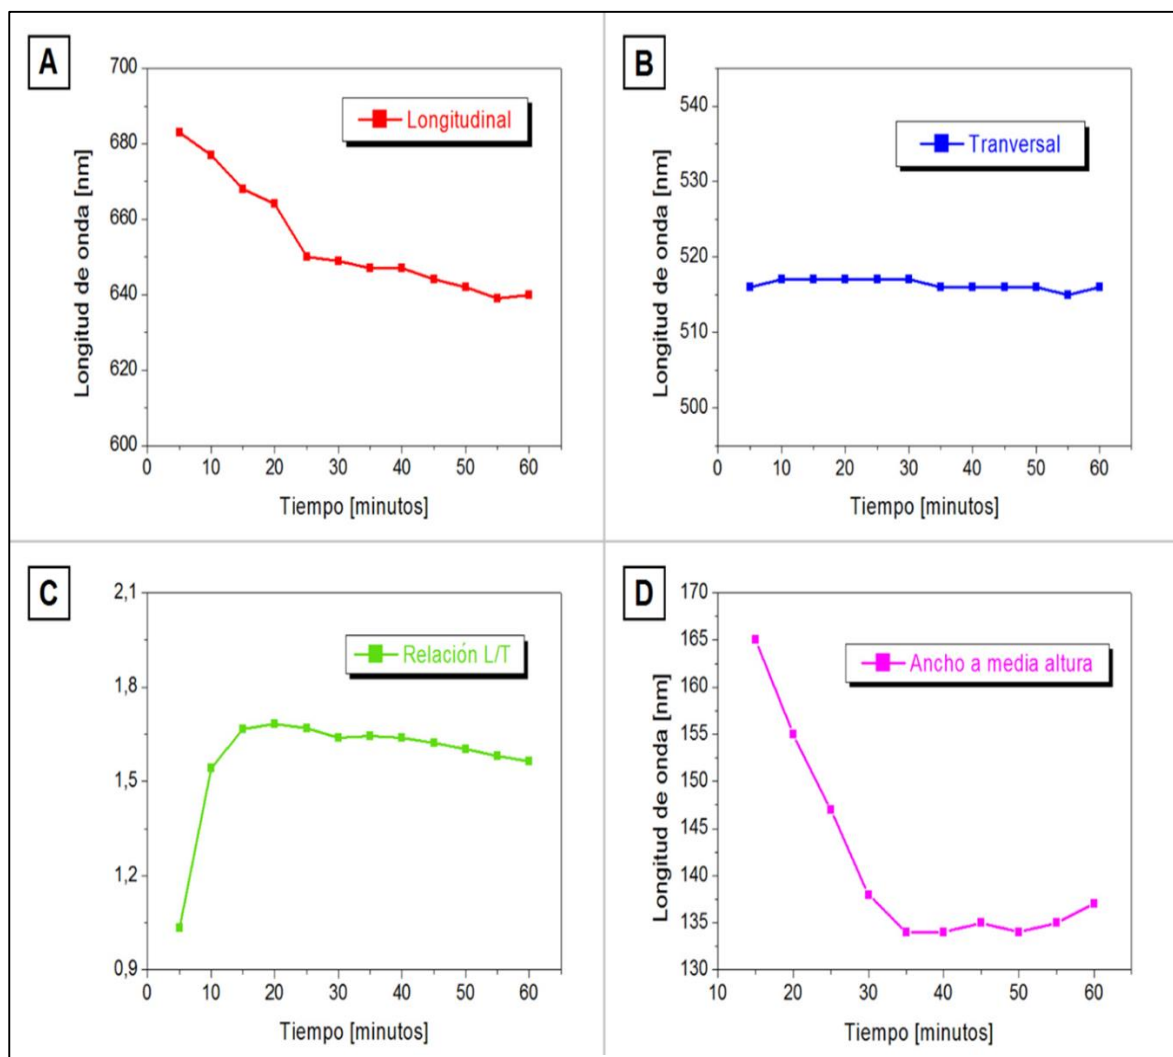 A
Longitudinal
Longitud de onda [nm]
700
680
660
640
620
600
0 10 20 30 40 50 60
Tiempo [minutos]
B
Tranversal
Longitud de onda [nm]
540
530
520
510
500
0 10 20 30 40 50 60
Tiempo [minutos]
C
Relación L/T
2,1
1,8
1,5
1,2
0,9
0 10 20 30 40 50 60
Tiempo [minutos]
D
Ancho a media altura
Longitud de onda [nm]
170
165
160
155
150
145
140
135
130
10 20 30 40 50 60
Tiempo [minutos]